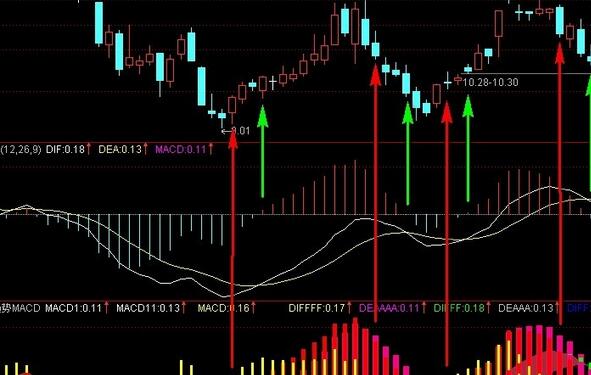 10.28-10.30
9.01
(12,26,9) DIF:0.18↑ DEA:0.13↑ MACD:0.11↑
势MACD MACD1:0.11↑ MACD11:0.13↑ MACD:0.16↑ DIFFFF:0.17↑ DEAAAA:0.11↑ DIFFF:0.18↑ DEAAA:0.13↑ DIFF